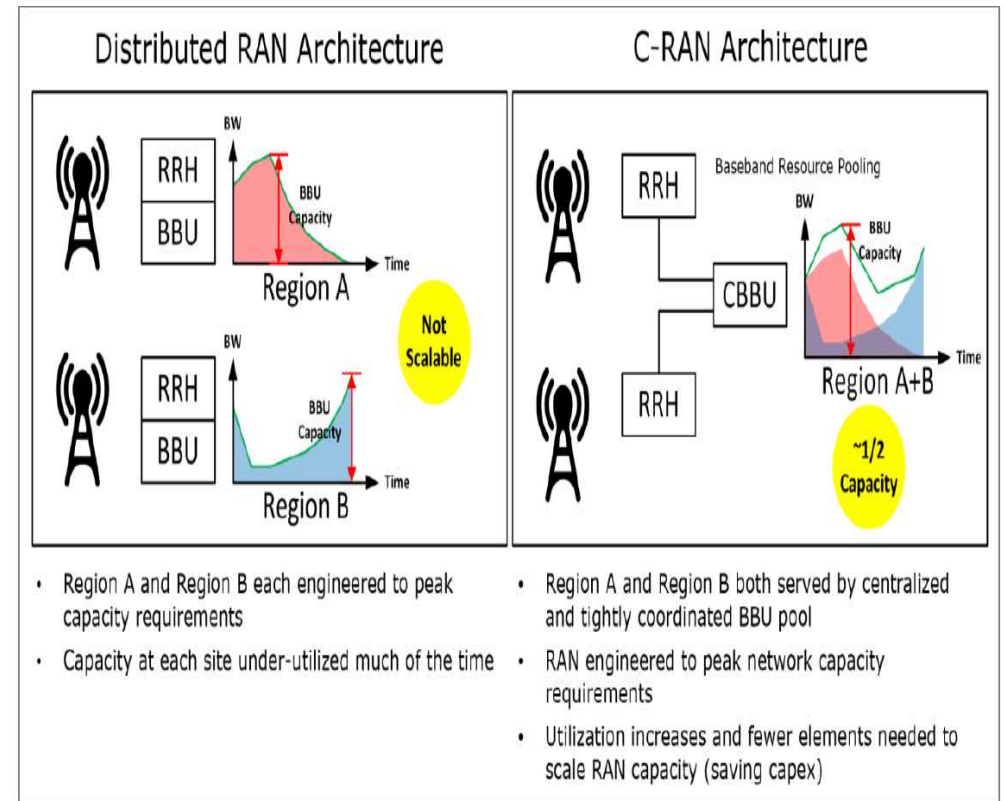 Distributed RAN Architecture
RRH
BBU
BW
BBU
Capacity
Time
Region A
RRH
BBU
BW
BBU
Capacity
Time
Region B
Not
Scalable
• Region A and Region B each engineered to peak
capacity requirements
• Capacity at each site under-utilized much of the time
C-RAN Architecture
RRH
RRH
CBBU
Baseband Resource Pooling
BW
BBU
Capacity
Time
Region A+B
~1/2
Capacity
• Region A and Region B both served by centralized
and tightly coordinated BBU pool
• RAN engineered to peak network capacity
requirements
• Utilization increases and fewer elements needed to
scale RAN capacity (saving capex)